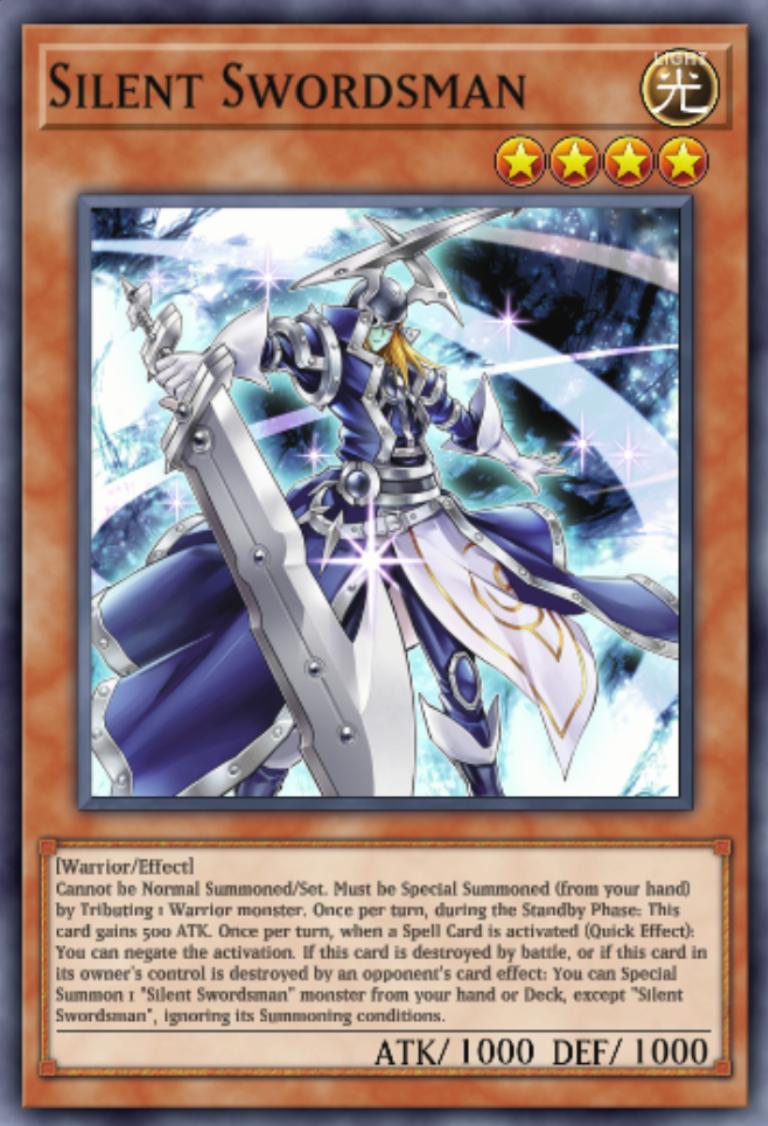 SILENT SWORDSMAN
LIGHT
光
[Warrior/Effect]
Cannot be Normal Summoned/Set. Must be Special Summoned (from your hand)
by Tributing 1 Warrior monster. Once per turn, during the Standby Phase: This
card gains 500 ATK. Once per turn, when a Spell Card is activated (Quick Effect):
You can negate the activation. If this card is destroyed by battle, or if this card in
its owner's control is destroyed by an opponent's card effect: You can Special
Summon 1 "Silent Swordsman" monster from your hand or Deck, except "Silent
Swordsman", ignoring its Summoning conditions.
ATK/ 1000 DEF/ 1000